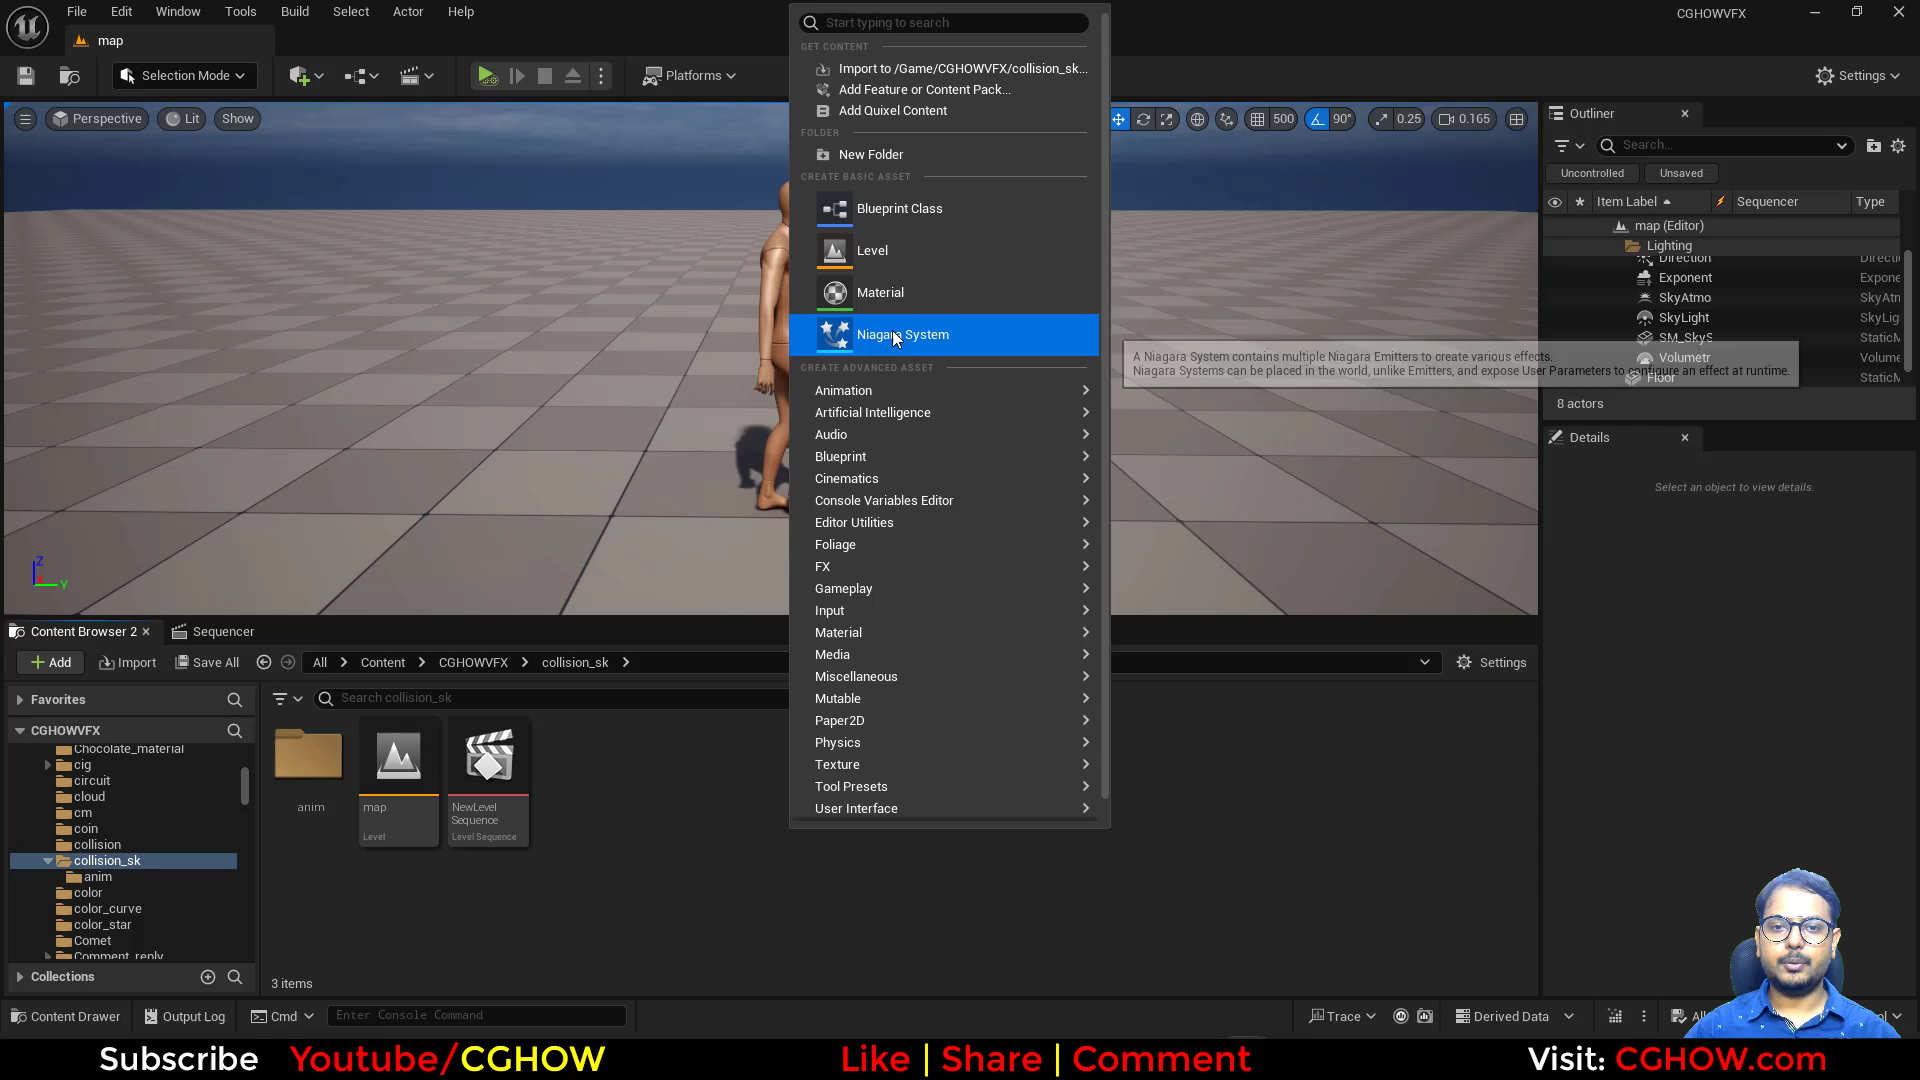 File Edit Window Tools Build Select Actor Help
CGHOWVFX
map
Selection Mode
Platforms
Settings
Perspective
Lit
Show
500
90°
0.25
0.165
Start typing to search
GET CONTENT
Import to /Game/CGHOWVFX/collision_sk...
Add Feature or Content Pack...
Add Quixel Content
FOLDER
New Folder
CREATE BASIC ASSET
Blueprint Class
Level
Material
Niagara System
CREATE ADVANCED ASSET
Animation
Artificial Intelligence
Audio
Blueprint
Cinematics
Console Variables Editor
Editor Utilities
Foliage
FX
Gameplay
Input
Material
Media
Miscellaneous
Mutable
Paper2D
Physics
Texture
Tool Presets
User Interface
A Niagara System contains multiple Niagara Emitters to create various effects.
Niagara Systems can be placed in the world, unlike Emitters, and expose User Parameters to configure an effect at runtime.
Outliner
Search...
Uncontrolled Unsaved
Item Label Sequencer Type
map (Editor)
Lighting
Direction
Exponent Expone
SkyAtmo SkyAtn
SkyLight SkyLig
SM_SkyS StaticM
Volumetr Volume
Floor StaticM
8 actors
Details
Select an object to view details.
Z
Y
Content Browser 2
Sequencer
Add
Import
Save All
All
Content
CGHOWVFX
collision_sk
Settings
Favorites
Search collision_sk
CGHOWVFX
Chocolate_material
cig
circuit
cloud
cm
coin
collision
collision_sk
anim
color
color_curve
color_star
Comet
Comment_reply
Collections
anim
map
Level
NewLevel
Sequence
Level Sequence
3 items
Content Drawer
Output Log
Cmd
Enter Console Command
Trace
Derived Data
Subscribe Youtube/CGHOW
Like | Share | Comment
Visit: CGHOW.com